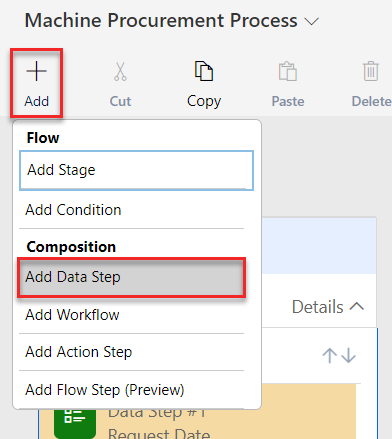 Machine Procurement Process
Add
Cut
Copy
Paste
Delete
Flow
Add Stage
Add Condition
Composition
Add Data Step
Add Workflow
Details
Add Action Step
Add Flow Step (Preview)
Data Step #1
Request Date